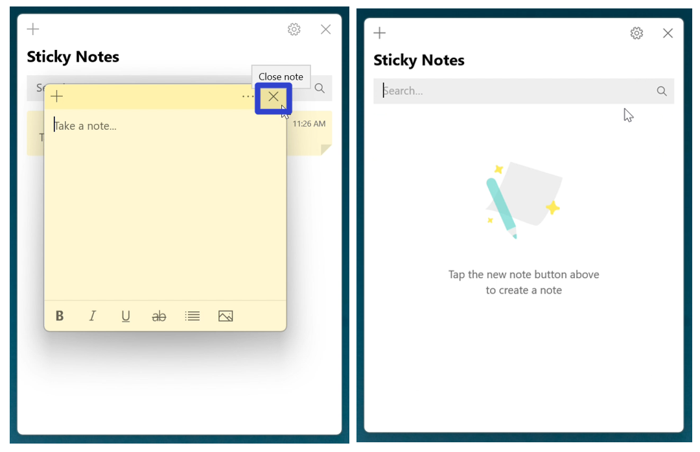 Sticky Notes
Close note
Take a note...
11:26 AM
B I U ab
Sticky Notes
Search...
Tap the new note button above
to create a note